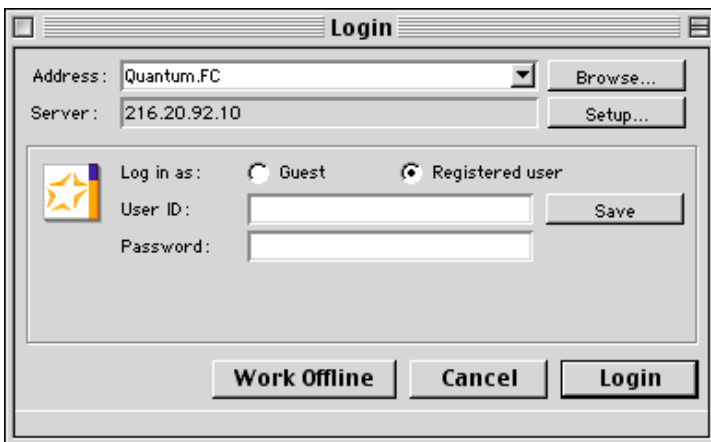 Login
Address: Quantum.FC Browse...
Server: 216.20.92.10 Setup...
Log in as: Guest Registered user
User ID: Save
Password:
Work Offline Cancel Login